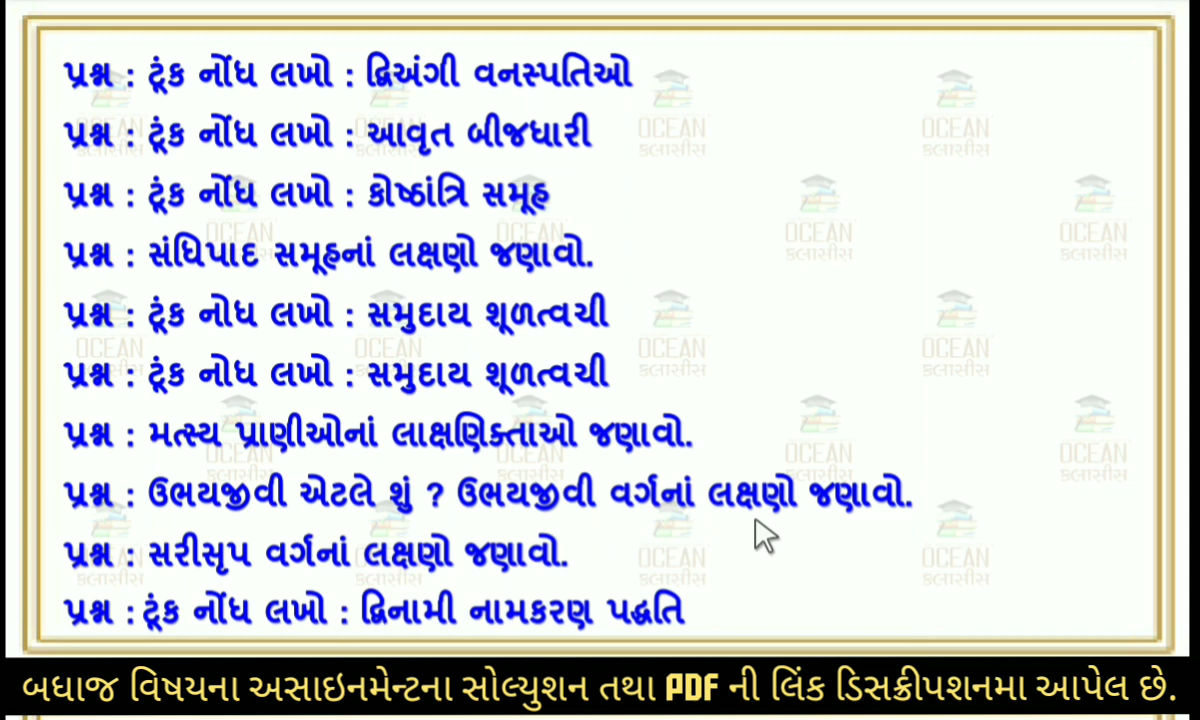 પ્રશ્ન : ટૂંક નોંધ લખો : દ્વિઅંગી વનસ્પતિઓ
પ્રશ્ન : ટૂંક નોંધ લખો : આવૃત બીજધારી
પ્રશ્ન : ટૂંક નોંધ લખો : કોષ્ઠાંત્રિ સમૂહ
પ્રશ્ન : સંધિપાદ સમૂહનાં લક્ષણો જણાવો.
પ્રશ્ન : ટૂંક નોધ લખો : સમુદાય શૂળત્વચી
પ્રશ્ન : ટૂંક નોધ લખો : સમુદાય શૂળત્વચી
પ્રશ્ન : મત્સ્ય પ્રાણીઓનાં લાક્ષણિક્તાઓ જણાવો.
પ્રશ્ન : ઉભયજીવી એટલે શું ? ઉભયજીવી વર્ગનાં લક્ષણો જણાવો.
પ્રશ્ન : સરીસૃપ વર્ગનાં લક્ષણો જણાવો.
પ્રશ્ન : ટૂંક નોંધ લખો : દ્વિનામી નામકરણ પદ્ધતિ
OCEAN
કલાસીસ
બધાજ વિષયના અસાઇનમેન્ટના સોલ્યુશન તથા PDF ની લિંક ડિસક્રીપશનમા આપેલ છે.